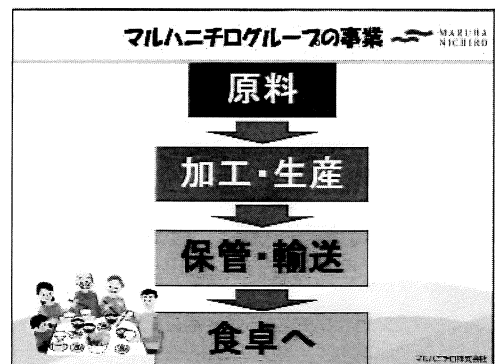 マルハニチログループの事業
MARUHA
NICHIRO
原料
加工・生産
保管・輸送
食卓へ
マルハニチロ株式会社